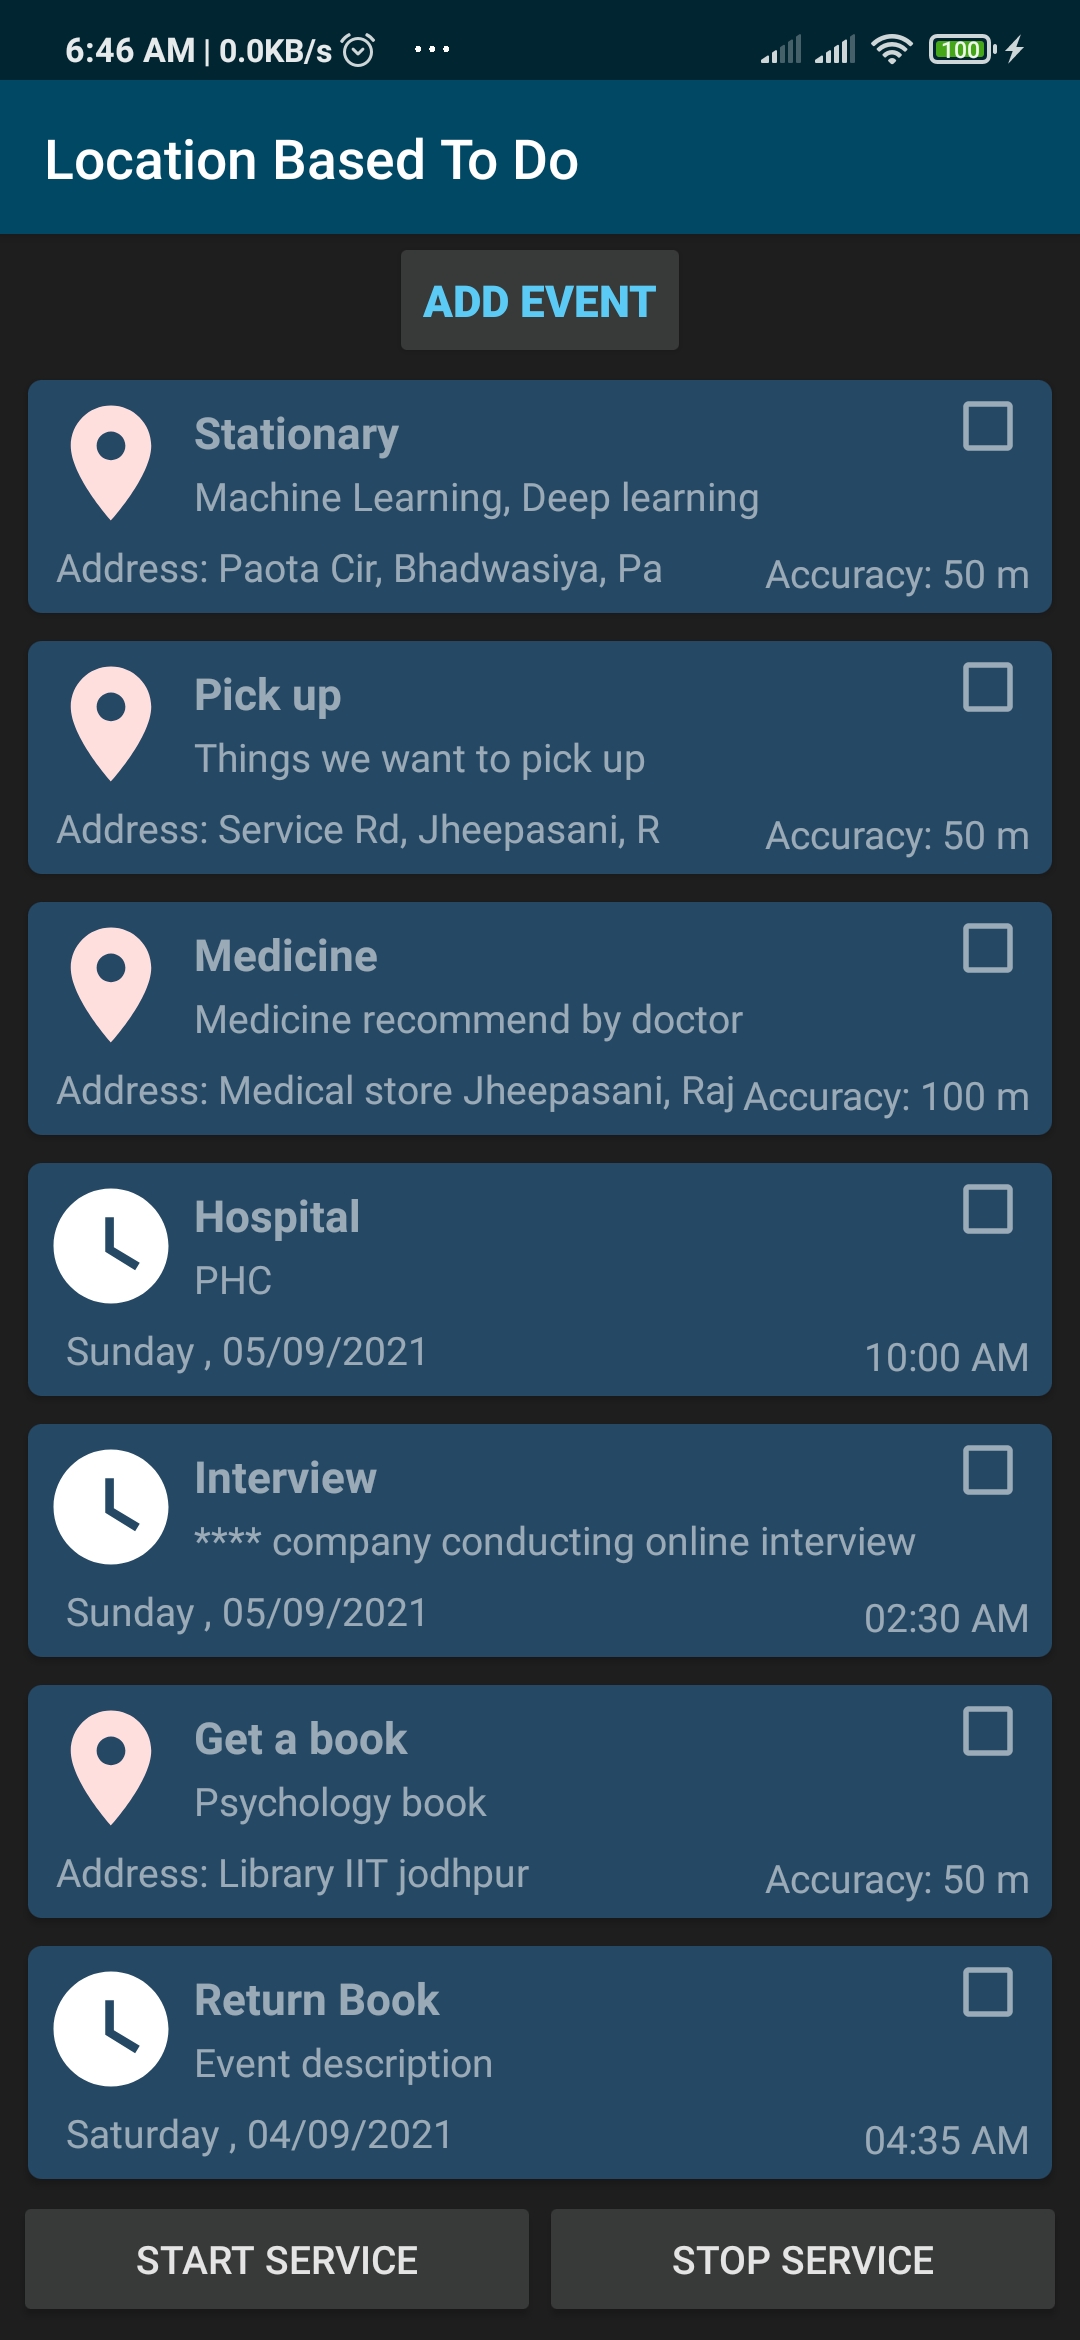 6:46 AM | 0.0KB/s ... 100
Location Based To Do
ADD EVENT
Stationary
Machine Learning, Deep learning
Address: Paota Cir, Bhadwasiya, Pa Accuracy: 50 m
Pick up
Things we want to pick up
Address: Service Rd, Jheepasani, R Accuracy: 50 m
Medicine
Medicine recommend by doctor
Address: Medical store Jheepasani, Raj Accuracy: 100 m
Hospital
PHC
Sunday , 05/09/2021 10:00 AM
Interview
**** company conducting online interview
Sunday , 05/09/2021 02:30 AM
Get a book
Psychology book
Address: Library IIT jodhpur Accuracy: 50 m
Return Book
Event description
Saturday , 04/09/2021 04:35 AM
START SERVICE STOP SERVICE